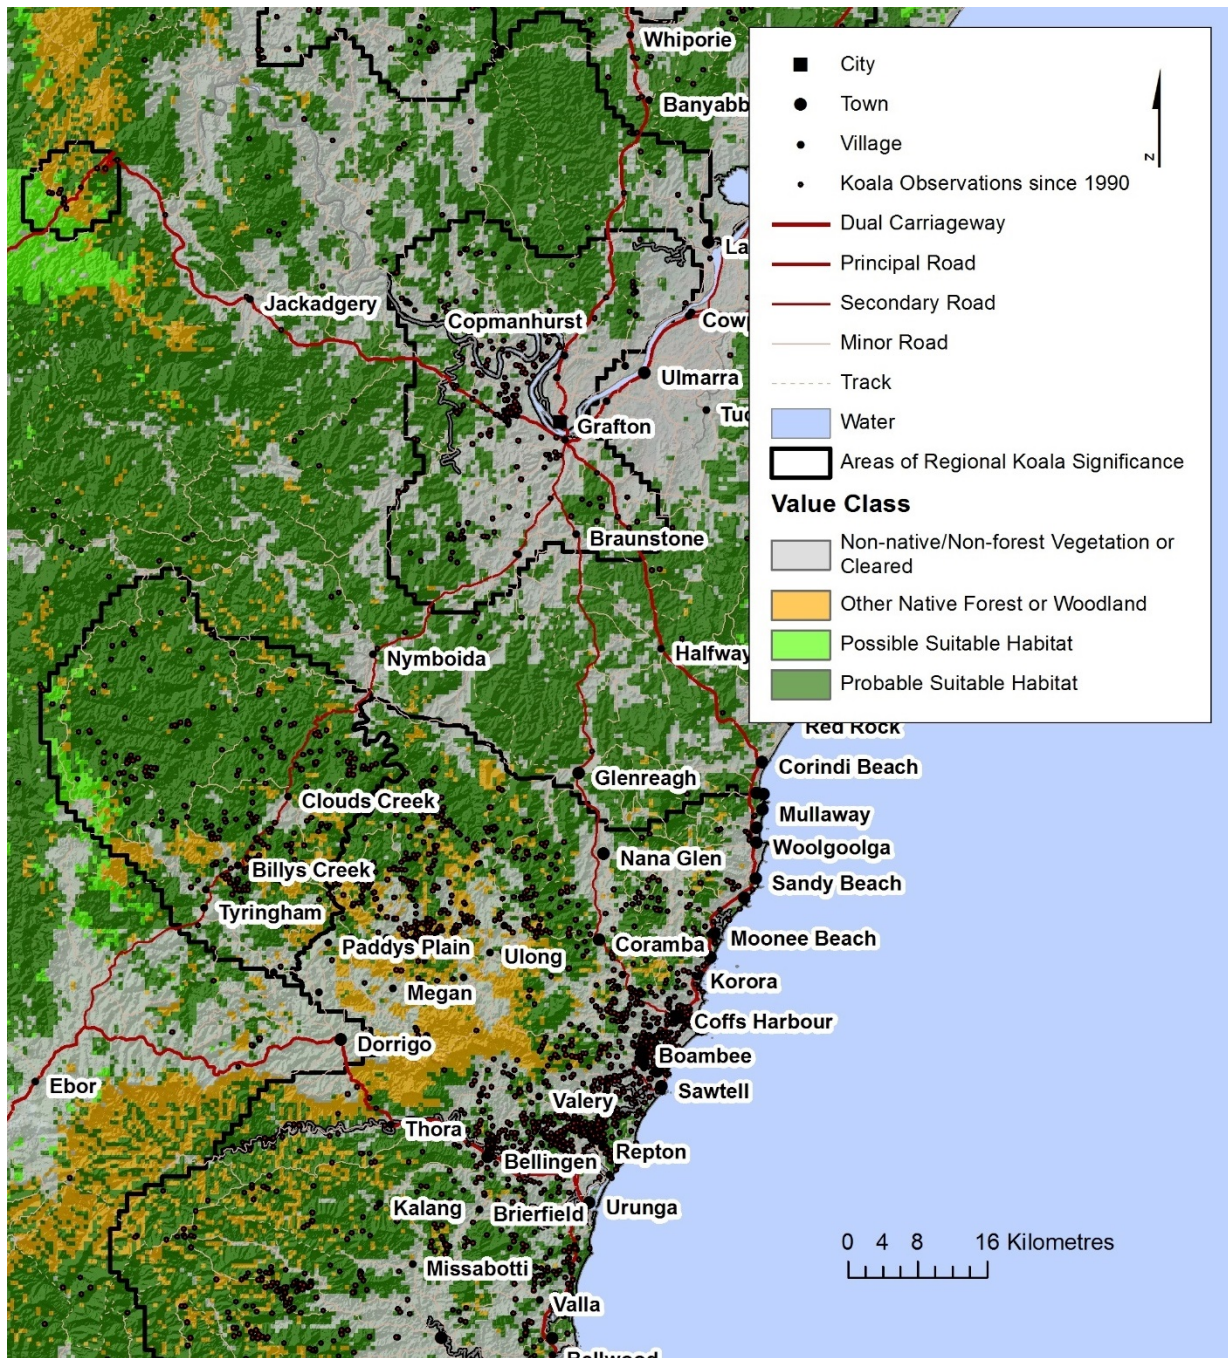 Whiporie
Banyabb
La
Jackadgery
Copmanhurst
Cowp
Ulmarra
Tuc
Grafton
Braunstone
Nymboida
Halfway
Red Rock
Glenreagh
Corindi Beach
Clouds Creek
Mullaway
Woolgoolga
Nana Glen
Billys Creek
Sandy Beach
Tyringham
Paddys Plain
Ulong
Coramba
Moonee Beach
Megan
Korora
Coffs Harbour
Dorrigo
Boambee
Ebor
Valery
Sawtell
Thora
Repton
Bellingen
Kalang
Brierfield
Urunga
Missabotti
Valla
Bellwood
City
Town
Village
Koala Observations since 1990
Dual Carriageway
Principal Road
Secondary Road
Minor Road
Track
Water
Areas of Regional Koala Significance
Value Class
Non-native/Non-forest Vegetation or
Cleared
Other Native Forest or Woodland
Possible Suitable Habitat
Probable Suitable Habitat
N
0 4 8 16 Kilometres